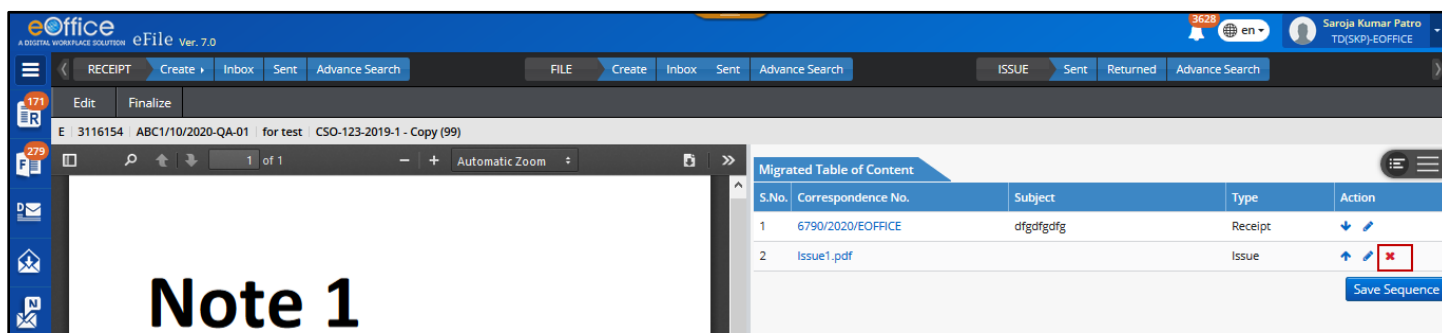 eOffice
A DIGITAL WORKPLACE SOLUTION eFile Ver. 7.0
3628 en Saroja Kumar Patro
TD(SKP)-EOFFICE
RECEIPT Create Inbox Sent Advance Search FILE Create Inbox Sent Advance Search ISSUE Sent Returned Advance Search
171 R Edit Finalize
E 3116154 ABC1/10/2020-QA-01 for test CSO-123-2019-1 - Copy (99)
279 F 1 of 1 Automatic Zoom
Migrated Table of Content
S.No. Correspondence No. Subject Type Action
1 6790/2020/EOFFICE dfgdfgdfg Receipt
2 Issue1.pdf Issue
Save Sequence
D
N
Note 1